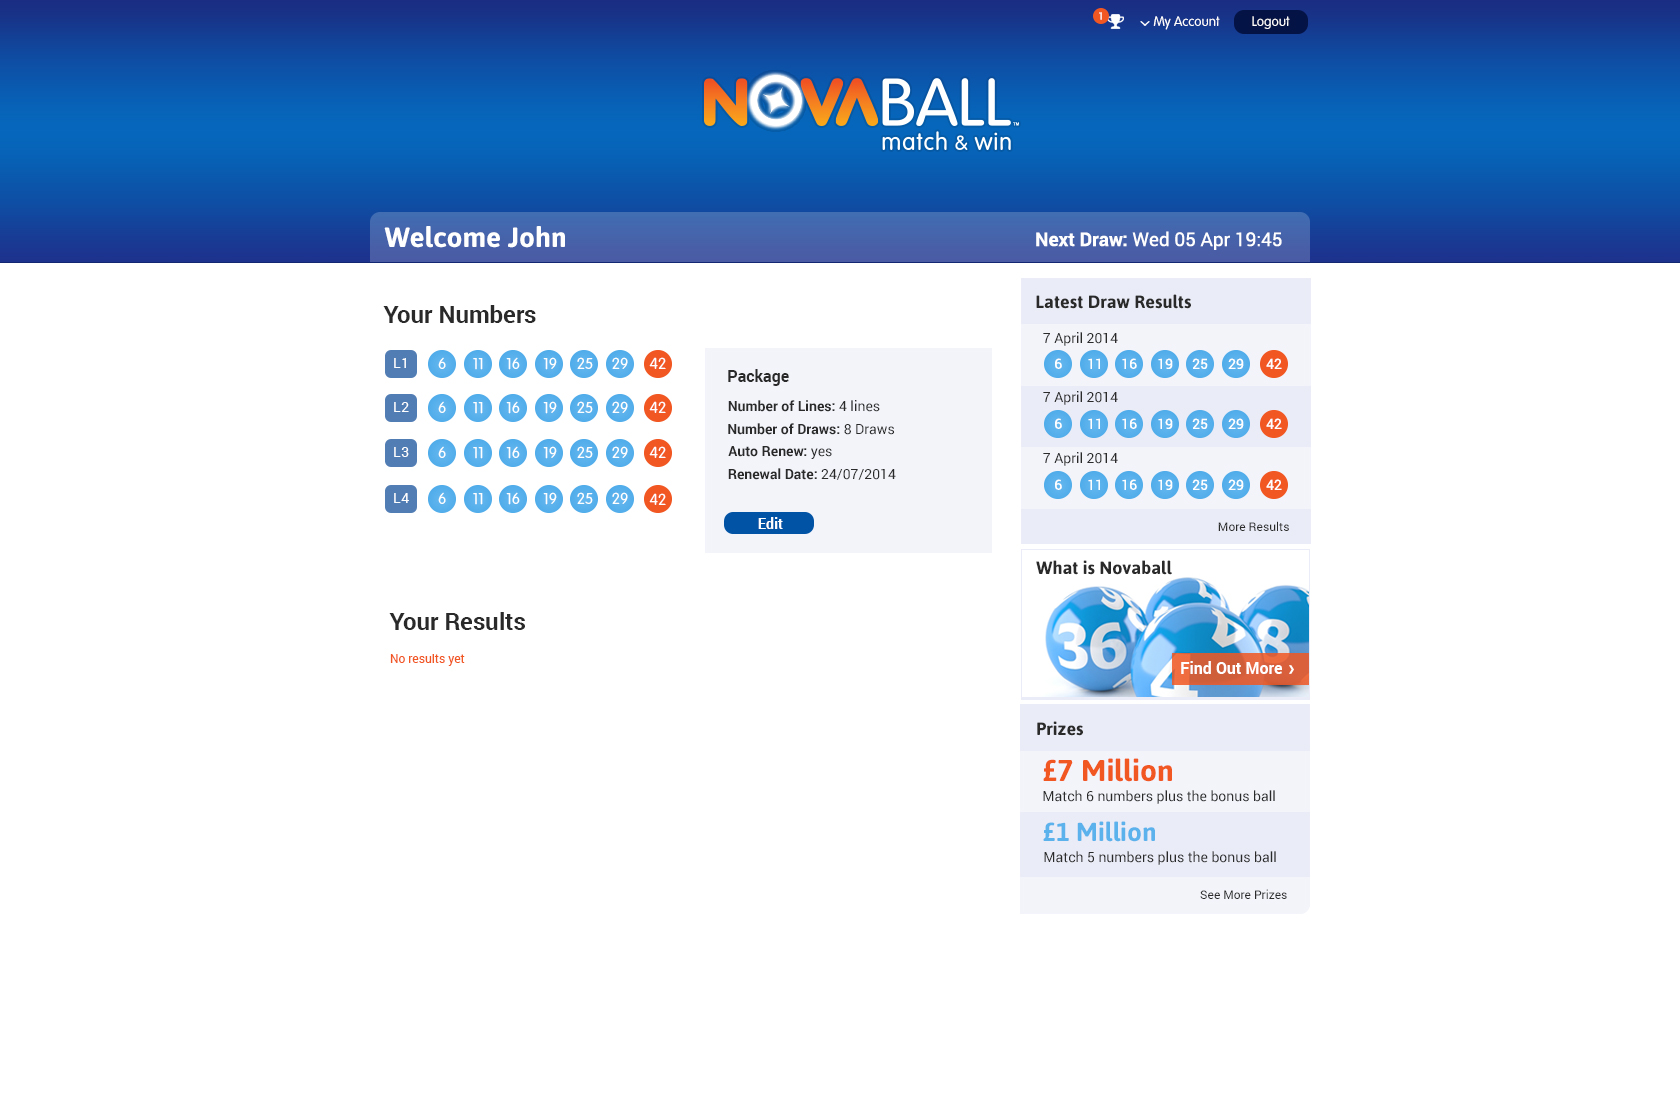 1
My Account
Logout
NOVABALL™
match & win
Welcome John
Next Draw: Wed 05 Apr 19:45
Your Numbers
L1 6 11 16 19 25 29 42
L2 6 11 16 19 25 29 42
L3 6 11 16 19 25 29 42
L4 6 11 16 19 25 29 42
Package
Number of Lines: 4 lines
Number of Draws: 8 Draws
Auto Renew: yes
Renewal Date: 24/07/2014
Edit
Your Results
No results yet
Latest Draw Results
7 April 2014
6 11 16 19 25 29 42
7 April 2014
6 11 16 19 25 29 42
7 April 2014
6 11 16 19 25 29 42
More Results
What is Novaball
36
8
4
Find Out More ›
Prizes
£7 Million
Match 6 numbers plus the bonus ball
£1 Million
Match 5 numbers plus the bonus ball
See More Prizes